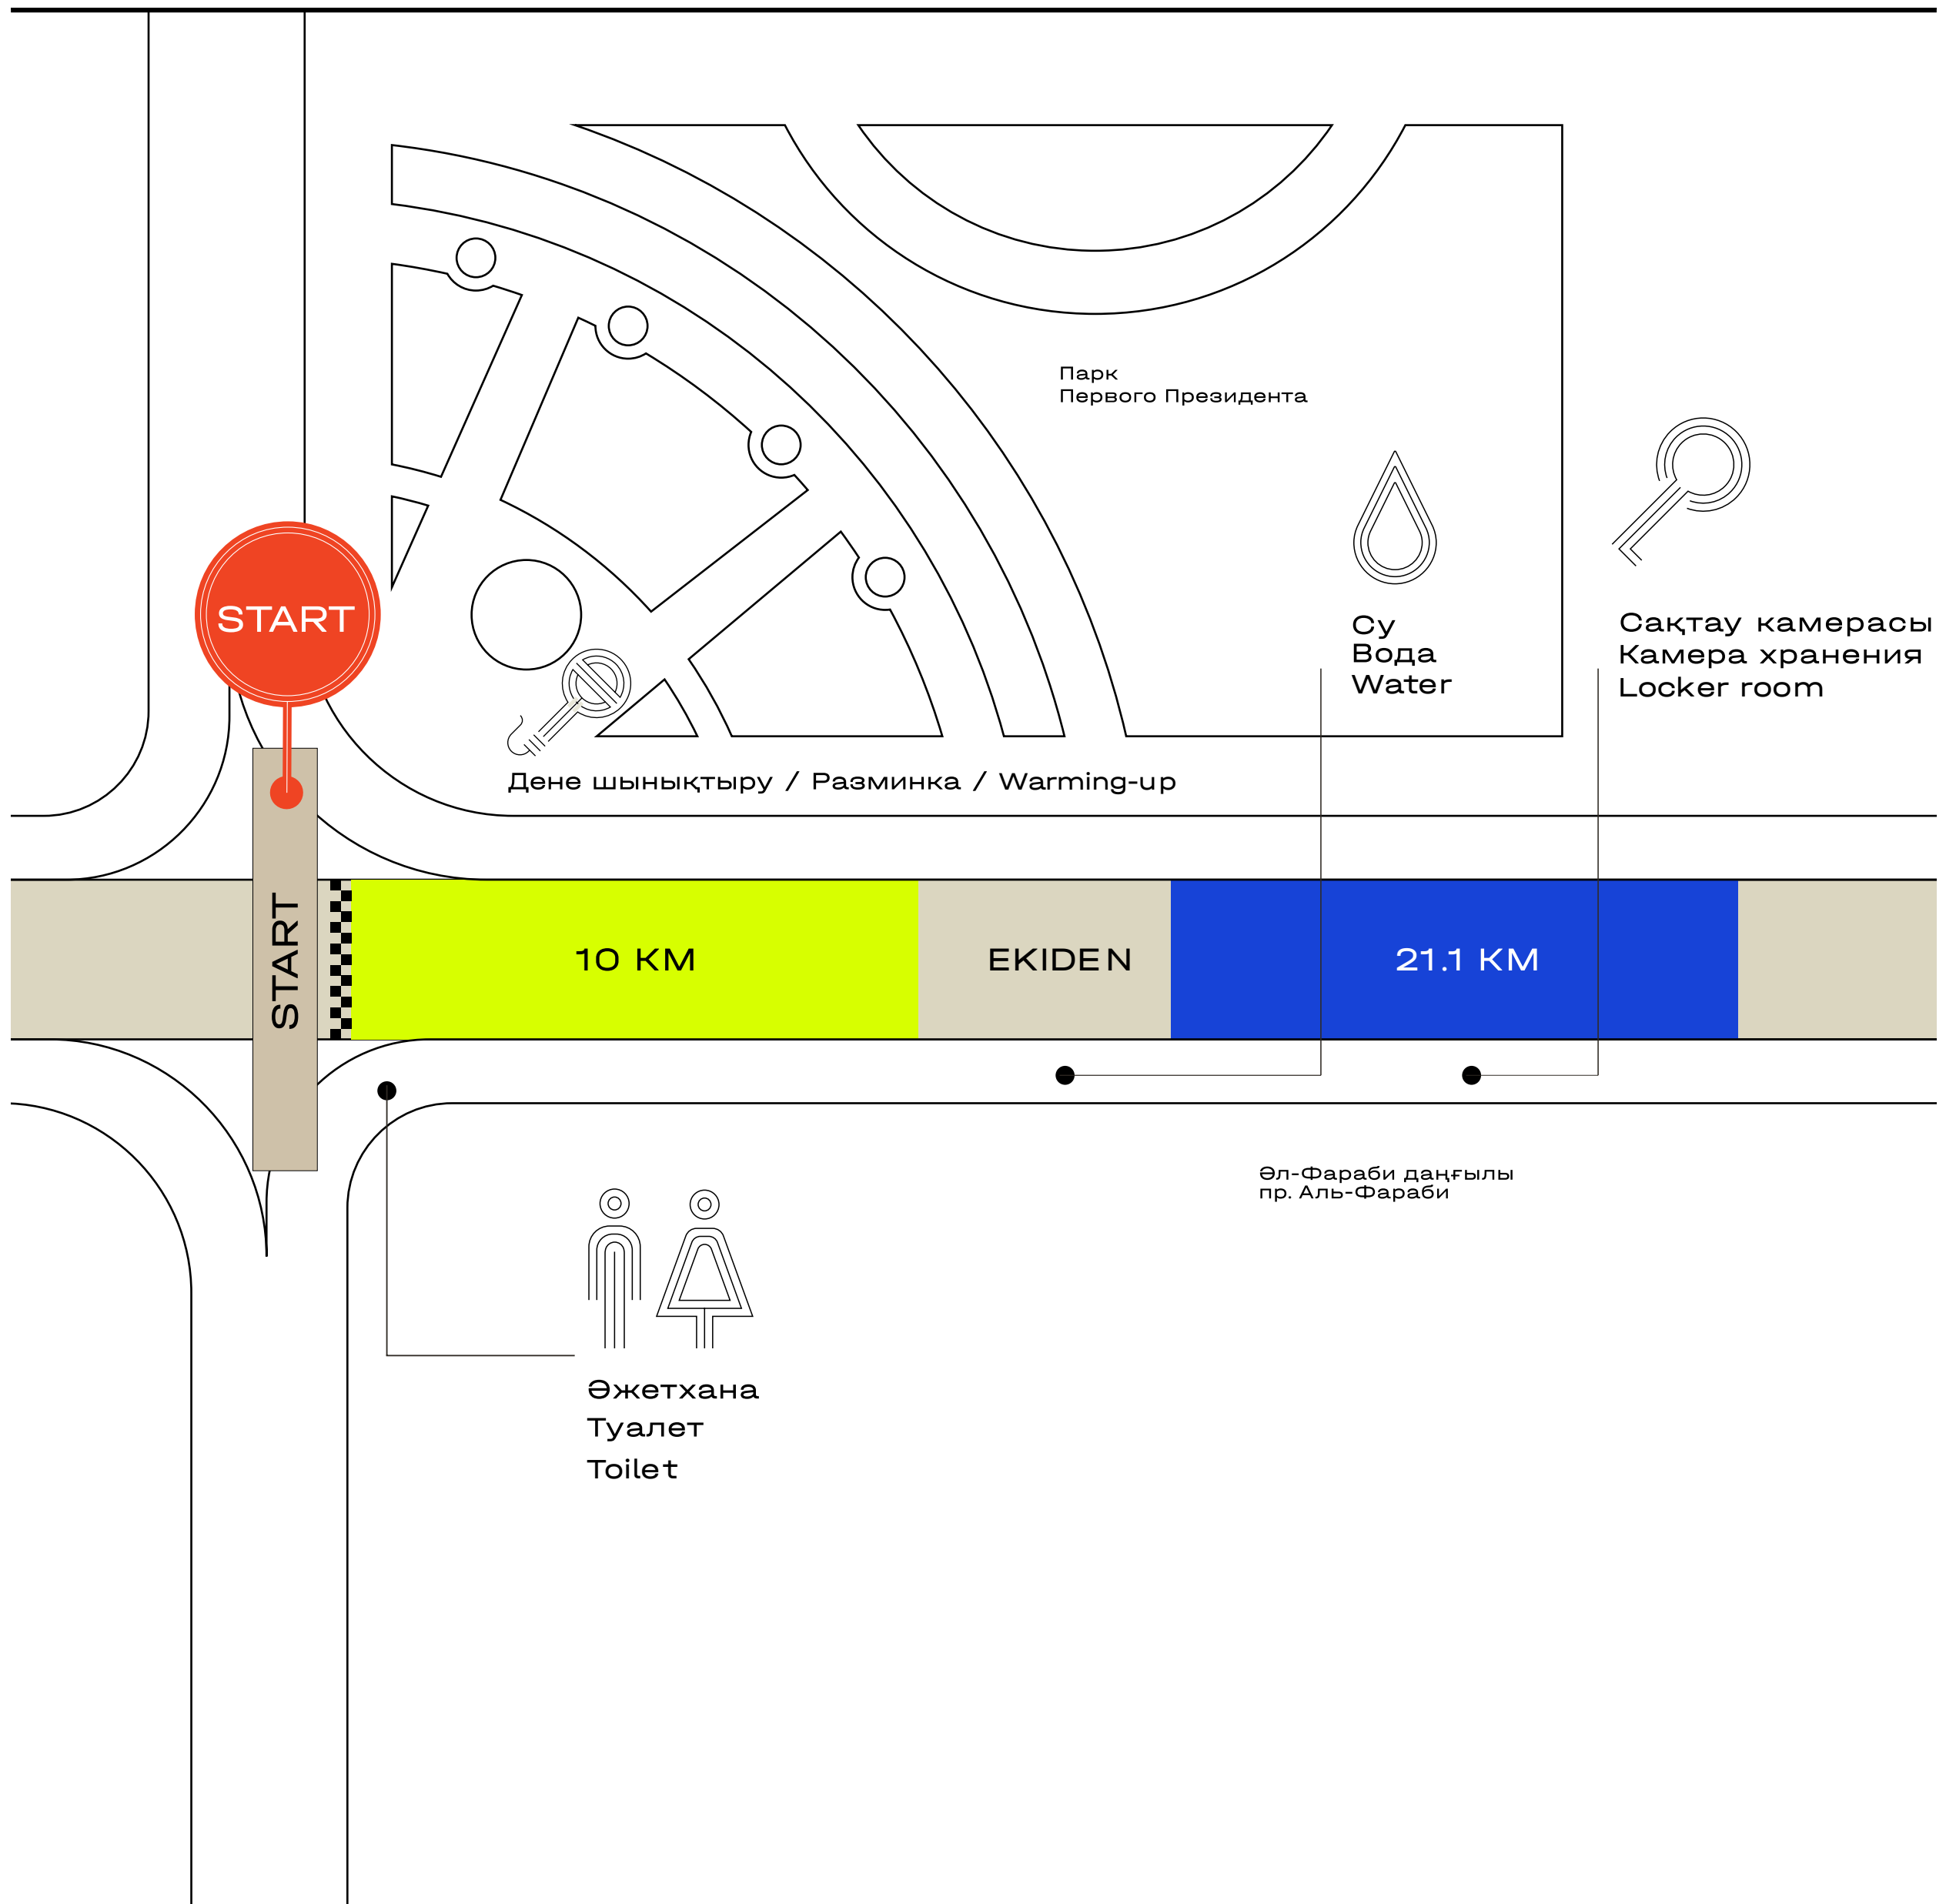 Парк
Первого Президента
START
Су
Вода
Water
Сақтау камерасы
Камера хранения
Locker room
Дене шынықтыру / Разминка / Warming-up
START
10 KM
EKIDEN
21.1 KM
Әл-Фараби даңғылы
пр. Аль-Фараби
Әжетхана
Туалет
Toilet